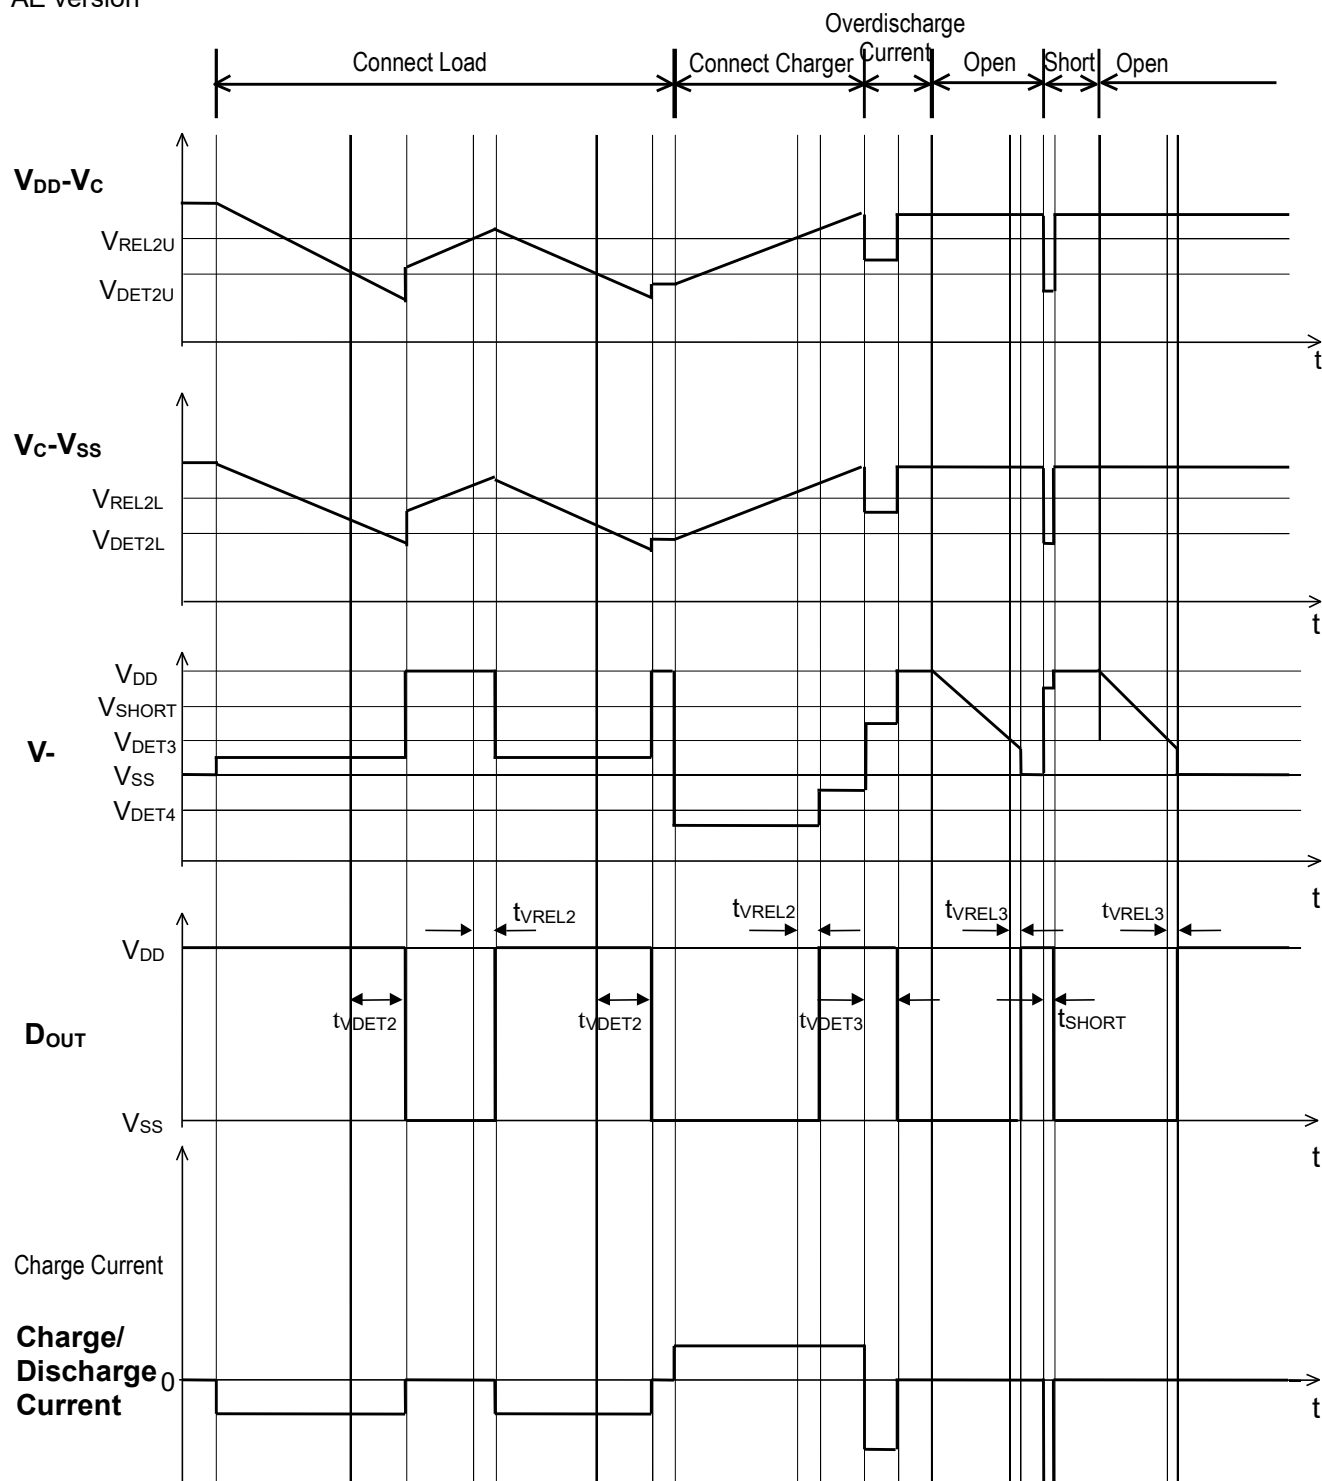 AE version
Overdischarge
Current
Connect Load
Connect Charger
Open
Short
Open
VDD-VC
VREL2U
VDET2U
t
VC-VSS
VREL2L
VDET2L
t
VDD
VSHORT
VDET3
V-
VSS
VDET4
t
tVREL2
tVREL2
tVREL3
tVREL3
VDD
tVDET2
tVDET2
tVDET3
tSHORT
DOUT
VSS
t
Charge Current
Charge/
Discharge
Current
0
t